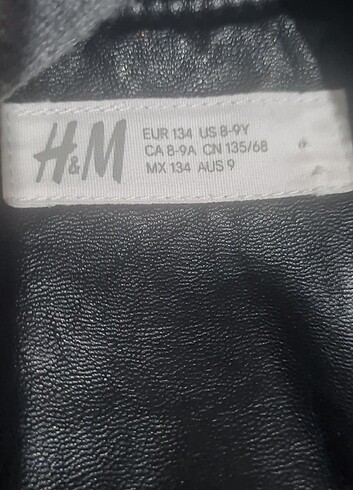 H&M
EUR 134 US 8-9Y
CA 8-9A CN 135/68
MX 134 AUS 9